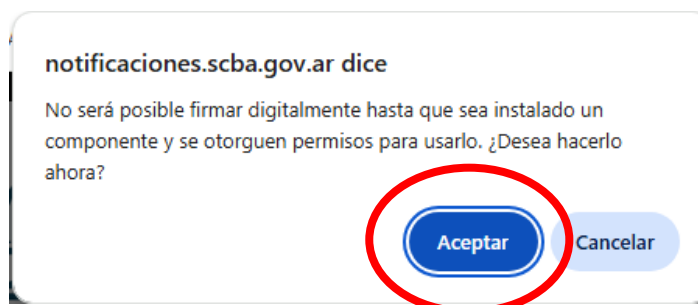 notificaciones.scba.gov.ar dice
No será posible firmar digitalmente hasta que sea instalado un
componente y se otorguen permisos para usarlo. ¿Desea hacerlo
ahora?
Aceptar Cancelar